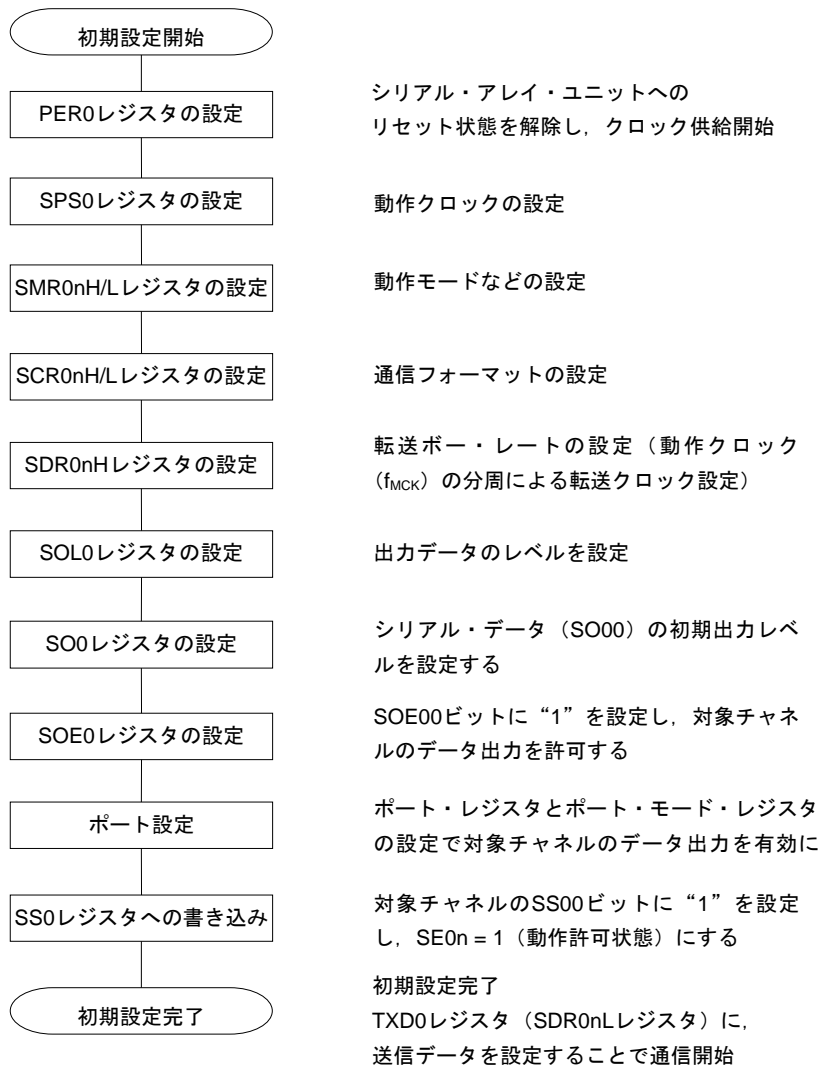 初期設定開始
PER0レジスタの設定
シリアル・アレイ・ユニットへの
リセット状態を解除し，クロック供給開始
SPS0レジスタの設定
動作クロックの設定
SMR0nH/Lレジスタの設定
動作モードなどの設定
SCR0nH/Lレジスタの設定
通信フォーマットの設定
SDR0nHレジスタの設定
転送ボー・レートの設定（動作クロック
（fMCK）の分周による転送クロック設定）
SOL0レジスタの設定
出力データのレベルを設定
SO0レジスタの設定
シリアル・データ（SO00）の初期出力レベ
ルを設定する
SOE0レジスタの設定
SOE00ビットに“1”を設定し，対象チャネ
ルのデータ出力を許可する
ポート設定
ポート・レジスタとポート・モード・レジスタ
の設定で対象チャネルのデータ出力を有効に
SS0レジスタへの書き込み
対象チャネルのSS00ビットに“1”を設定
し，SE0n = 1（動作許可状態）にする
初期設定完了
初期設定完了
TXD0レジスタ（SDR0nLレジスタ）に，
送信データを設定することで通信開始